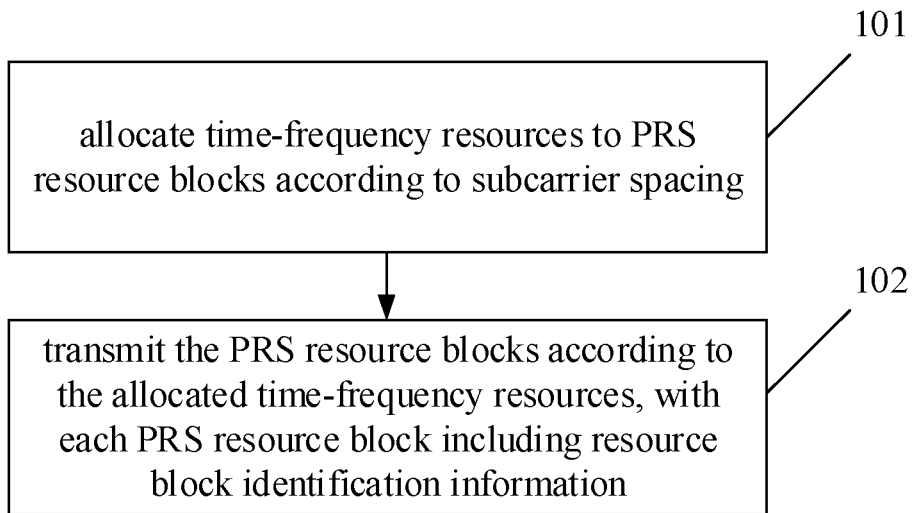 101
allocate time-frequency resources to PRS
resource blocks according to subcarrier spacing
102
transmit the PRS resource blocks according to
the allocated time-frequency resources, with
each PRS resource block including resource
block identification information